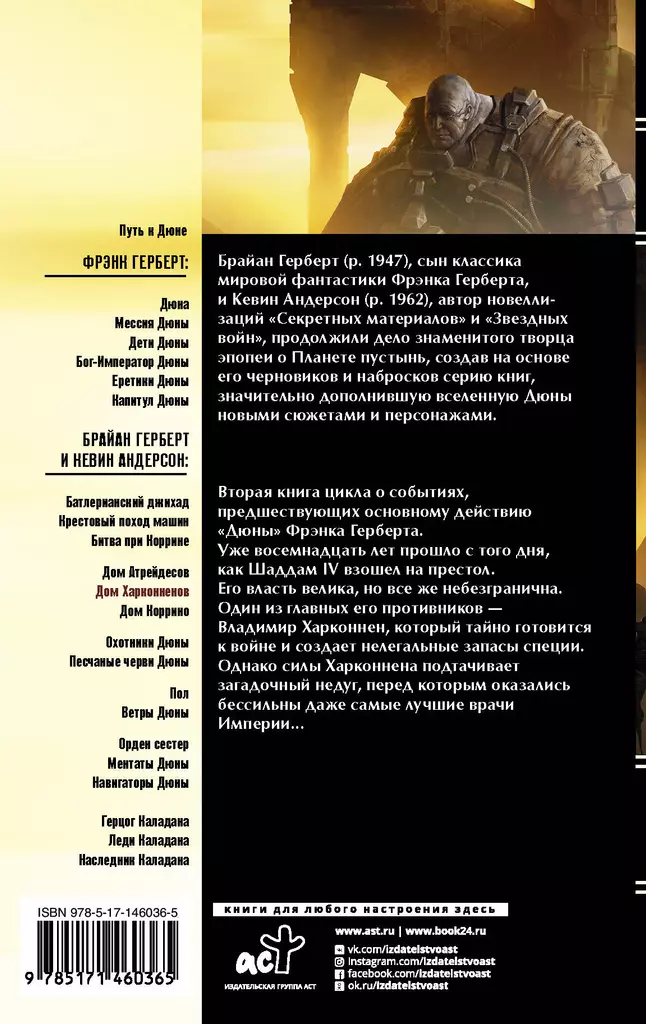 Путь к Дюне
ФРЭНК ГЕРБЕРТ:
Дюна
Мессия Дюны
Дети Дюны
Бог-Император Дюны
Еретики Дюны
Капитул Дюны
БРАЙАН ГЕРБЕРТ
И КЕВИН АНДЕРСОН:
Батлерианский джихад
Крестовый поход машин
Битва при Коррине
Дом Атрейдесов
Дом Харконненов
Дом Коррино
Охотники Дюны
Песчаные черви Дюны
Пол
Ветры Дюны
Орден сестер
Ментаты Дюны
Навигаторы Дюны
Герцог Каладана
Леди Каладана
Наследник Каладана
ISBN 978-5-17-146036-5
9 785171 460365
Брайан Герберт (р. 1947), сын классика
мировой фантастики Фрэнка Герберта,
и Кевин Андерсон (р. 1962), автор новелли-
заций «Секретных материалов» и «Звездных
войн», продолжили дело знаменитого творца
эпопеи о Планете пустынь, создав на основе
его черновиков и набросков серию книг,
значительно дополнившую вселенную Дюны
новыми сюжетами и персонажами.
Вторая книга цикла о событиях,
предшествующих основному действию
«Дюны» Фрэнка Герберта.
Уже восемнадцать лет прошло с того дня,
как Шаддам IV взошел на престол.
Его власть велика, но все же небезгранична.
Один из главных его противников —
Владимир Харконнен, который тайно готовится
к войне и создает нелегальные запасы специи.
Однако силы Харконнена подтачивает
загадочный недуг, перед которым оказались
бессильны даже самые лучшие врачи
Империи...
книги для любого настроения здесь
аст
ИЗДАТЕЛЬСКАЯ ГРУППА АСТ
www.ast.ru | www.book24.ru
vk.com/izdatelstvoast
instagram.com/izdatelstvoast
facebook.com/izdatelstvoast
ok.ru/izdatelstvoast